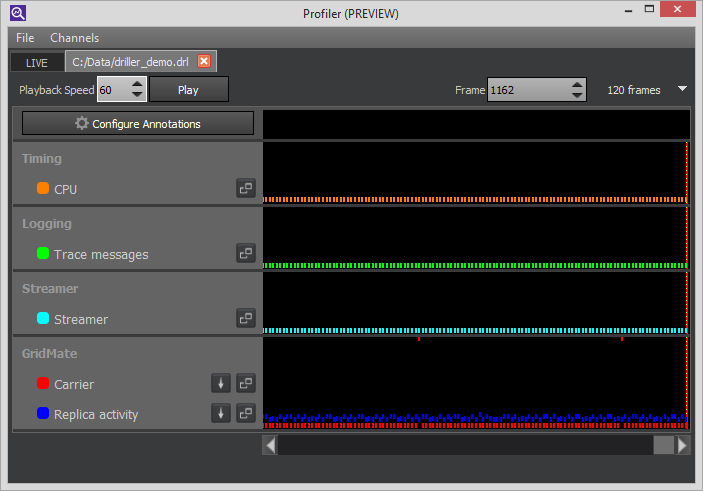 Profiler (PREVIEW)
File Channels
LIVE C:/Data/driller_demo.drl
Playback Speed 60 Play Frame 1162 120 frames
Configure Annotations
Timing
CPU
Logging
Trace messages
Streamer
Streamer
GridMate
Carrier
Replica activity